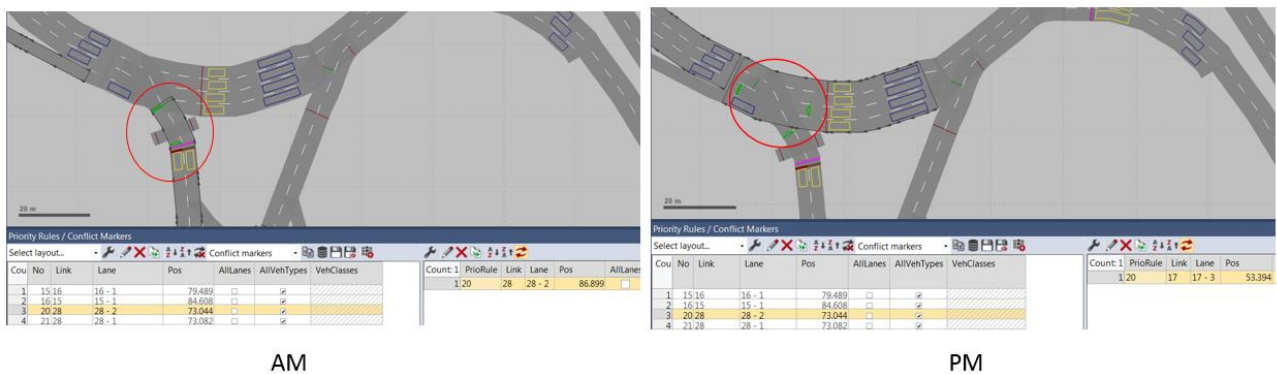 20 m
Priority Rules / Conflict Markers
Select layout... Conflict markers
Cou No Link Lane Pos AllLanes AllVehTypes VehClasses
1 15 16 16 - 1 79.489
2 16 15 15 - 1 84.608
3 20 28 28 - 2 73.044
4 21 28 28 - 1 73.082
Count: 1 PrioRule Link Lane Pos AllLanes
1 20 28 28 - 2 86.899
20 m
Priority Rules / Conflict Markers
Select layout... Conflict markers
Cou No Link Lane Pos AllLanes AllVehTypes VehClasses
1 15 16 16 - 1 79.489
2 16 15 15 - 1 84.608
3 20 28 28 - 2 73.044
4 21 28 28 - 1 73.082
Count: 1 PrioRule Link Lane Pos
1 20 17 17 - 3 53.394
AM
PM